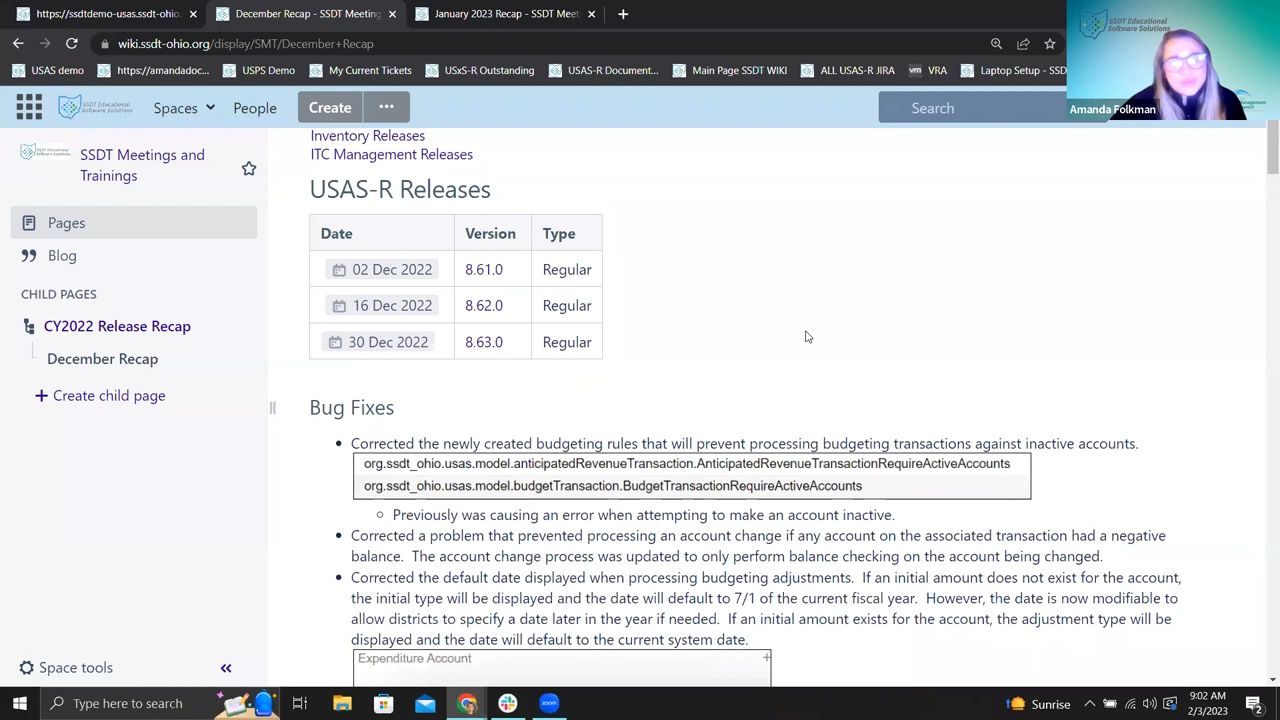 https://ssdt-ohio-usas.demo.m
December Recap - SSDT Meeting
January 2023 Recap - SSDT Meet
wiki.ssdt-ohio.org/display/SMT/December+Recap
USAS demo
https://amandadoc...
USPS Demo
My Current Tickets
USxS-R Outstanding
USAS-R Document...
Main Page SSDT WIKI
ALL USAS-R JIRA
vm VRA
Laptop Setup - SSD
SSDT Educational
Software Solutions
Amanda Folkman
SSDT Educational
Software Solutions
Spaces
People
Create
Search
SSDT Meetings and
Trainings
Pages
Blog
CHILD PAGES
CY2022 Release Recap
December Recap
+ Create child page
Space tools
Inventory Releases
ITC Management Releases
USAS-R Releases
Date Version Type
02 Dec 2022 8.61.0 Regular
16 Dec 2022 8.62.0 Regular
30 Dec 2022 8.63.0 Regular
Bug Fixes
Corrected the newly created budgeting rules that will prevent processing budgeting transactions against inactive accounts.
org.ssdt_ohio.usas.model.anticipatedRevenueTransaction.AnticipatedRevenueTransactionRequireActiveAccounts
org.ssdt_ohio.usas.model.budgetTransaction.BudgetTransactionRequireActiveAccounts
Previously was causing an error when attempting to make an account inactive.
Corrected a problem that prevented processing an account change if any account on the associated transaction had a negative
balance. The account change process was updated to only perform balance checking on the account being changed.
Corrected the default date displayed when processing budgeting adjustments. If an initial amount does not exist for the account,
the initial type will be displayed and the date will default to 7/1 of the current fiscal year. However, the date is now modifiable to
allow districts to specify a date later in the year if needed. If an initial amount exists for the account, the adjustment type will be
displayed and the date will default to the current system date.
Expenditure Account +
Type here to search
Sunrise
9:02 AM
2/3/2023
2